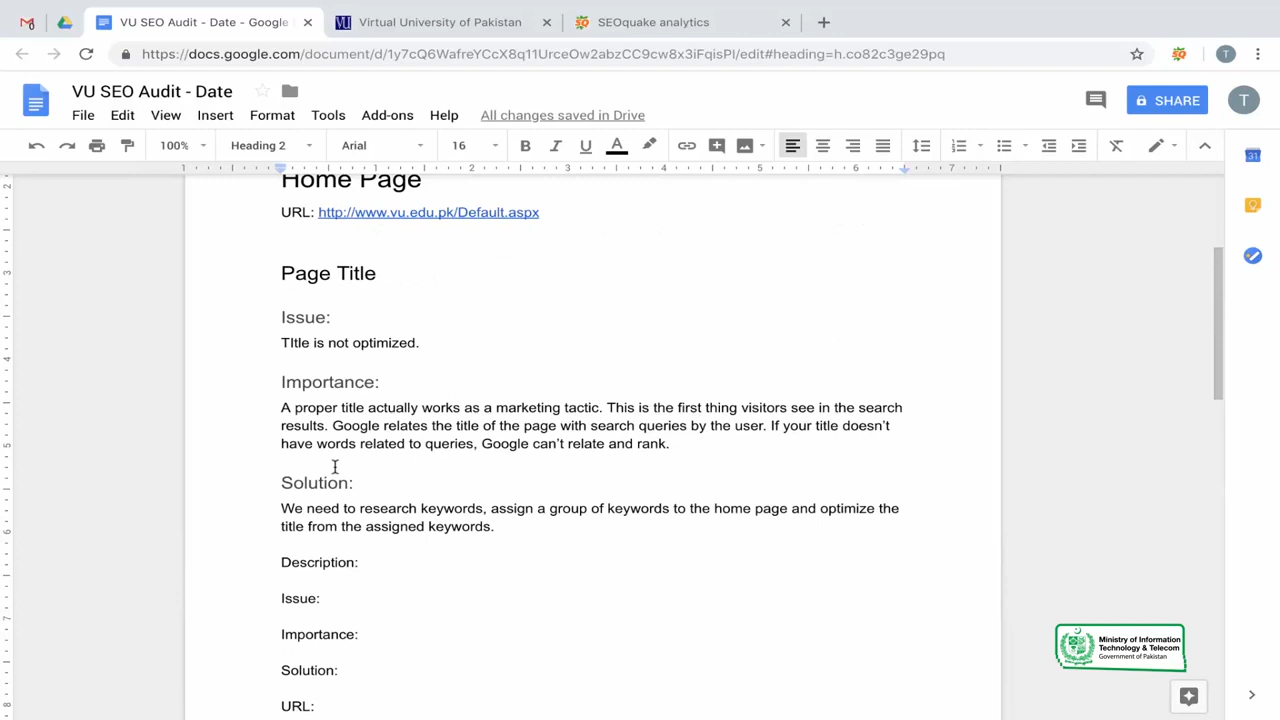 VU SEO Audit - Date - Google
Virtual University of Pakistan
SEOquake analytics
https://docs.google.com/document/d/1y7cQ6WafreYCcX8q11UrceOw2abzCC9cw8x3iFqisPI/edit#heading=h.co82c3ge29pq
VU SEO Audit - Date
File Edit View Insert Format Tools Add-ons Help All changes saved in Drive
SHARE
T
100% Heading 2 Arial 16
Home Page
URL: http://www.vu.edu.pk/Default.aspx
Page Title
Issue:
TItle is not optimized.
Importance:
A proper title actually works as a marketing tactic. This is the first thing visitors see in the search
results. Google relates the title of the page with search queries by the user. If your title doesn’t
have words related to queries, Google can’t relate and rank.
Solution:
We need to research keywords, assign a group of keywords to the home page and optimize the
title from the assigned keywords.
Description:
Issue:
Importance:
Solution:
URL:
Ministry of Information
Technology & Telecom
Government of Pakistan